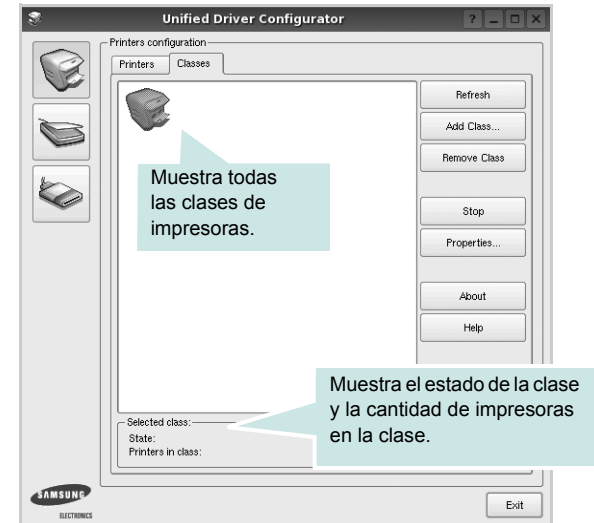 Unified Driver Configurator
Printers configuration
Printers
Classes
Refresh
Add Class...
Remove Class
Stop
Properties...
About
Help
Muestra todas
las clases de
impresoras.
Muestra el estado de la clase
y la cantidad de impresoras
en la clase.
Selected class:
State:
Printers in class:
SAMSUNG
ELECTRONICS
Exit